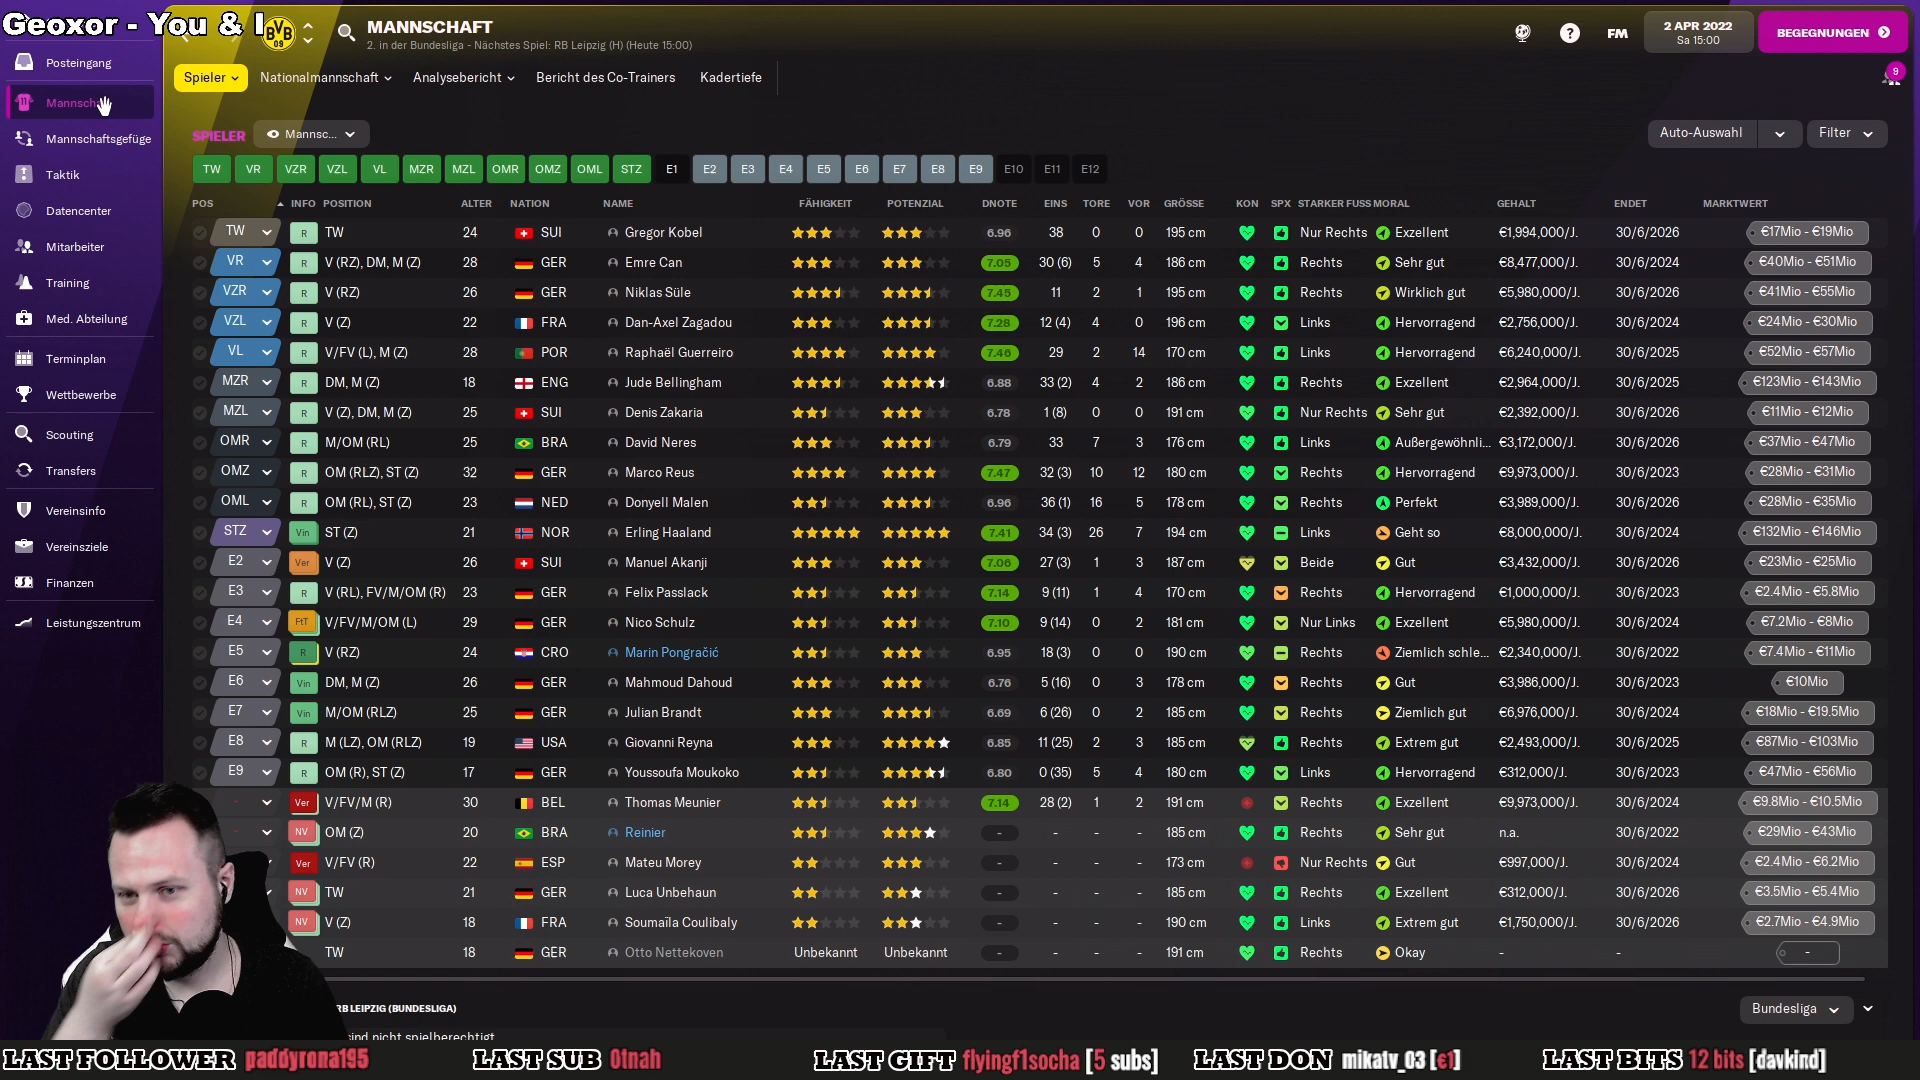 Geoxor - You & I
BVB 09
MANNSCHAFT
2. in der Bundesliga - Nächstes Spiel: RB Leipzig (H) (Heute 15:00)
FM
2 APR 2022
Sa 15:00
BEGEGNUNGEN
Spieler
Nationalmannschaft
Analysebericht
Bericht des Co-Trainers
Kadertiefe
9
Posteingang
Mannscha
Mannschaftsgefüge
Taktik
Datencenter
Mitarbeiter
Training
Med. Abteilung
Terminplan
Wettbewerbe
Scouting
Transfers
Vereinsinfo
Vereinsziele
Finanzen
Leistungszentrum
SPIELER
Mannsc...
Auto-Auswahl
Filter
TW VR VZR VZL VL MZR MZL OMR OMZ OML STZ E1 E2 E3 E4 E5 E6 E7 E8 E9 E10 E11 E12
POS INFO POSITION ALTER NATION NAME FÄHIGKEIT POTENZIAL DNOTE EINS TORE VOR GRÖSSE KON SPX STARKER FUSS MORAL GEHALT ENDET MARKTWERT
TW R TW 24 SUI Gregor Kobel 6.96 38 0 0 195 cm Nur Rechts Exzellent €1,994,000/J. 30/6/2026 €17Mio - €19Mio
VR R V (RZ), DM, M (Z) 28 GER Emre Can 7.05 30 (6) 5 4 186 cm Rechts Sehr gut €8,477,000/J. 30/6/2024 €40Mio - €51Mio
VZR R V (RZ) 26 GER Niklas Süle 7.45 11 2 1 195 cm Rechts Wirklich gut €5,980,000/J. 30/6/2026 €41Mio - €55Mio
VZL R V (Z) 22 FRA Dan-Axel Zagadou 7.28 12 (4) 4 0 196 cm Links Hervorragend €2,756,000/J. 30/6/2024 €24Mio - €30Mio
VL R V/FV (L), M (Z) 28 POR Raphaël Guerreiro 7.46 29 2 14 170 cm Links Hervorragend €6,240,000/J. 30/6/2025 €52Mio - €57Mio
MZR R DM, M (Z) 18 ENG Jude Bellingham 6.88 33 (2) 4 2 186 cm Rechts Exzellent €2,964,000/J. 30/6/2025 €123Mio - €143Mio
MZL R V (Z), DM, M (Z) 25 SUI Denis Zakaria 6.78 1 (8) 0 0 191 cm Nur Rechts Sehr gut €2,392,000/J. 30/6/2026 €11Mio - €12Mio
OMR R M/OM (RL) 25 BRA David Neres 6.79 33 7 3 176 cm Links Außergewöhnli... €3,172,000/J. 30/6/2026 €37Mio - €47Mio
OMZ R OM (RLZ), ST (Z) 32 GER Marco Reus 7.47 32 (3) 10 12 180 cm Rechts Hervorragend €9,973,000/J. 30/6/2023 €28Mio - €31Mio
OML R OM (RL), ST (Z) 23 NED Donyell Malen 6.96 36 (1) 16 5 178 cm Rechts Perfekt €3,989,000/J. 30/6/2026 €28Mio - €35Mio
STZ Vin ST (Z) 21 NOR Erling Haaland 7.41 34 (3) 26 7 194 cm Links Geht so €8,000,000/J. 30/6/2024 €132Mio - €146Mio
E2 Ver V (Z) 26 SUI Manuel Akanji 7.06 27 (3) 1 3 187 cm Beide Gut €3,432,000/J. 30/6/2026 €23Mio - €25Mio
E3 R V (RL), FV/M/OM (R) 23 GER Felix Passlack 7.14 9 (11) 1 4 170 cm Rechts Hervorragend €1,000,000/J. 30/6/2023 €2.4Mio - €5.8Mio
E4 FtT V/FV/M/OM (L) 29 GER Nico Schulz 7.10 9 (14) 0 2 181 cm Nur Links Exzellent €5,980,000/J. 30/6/2024 €7.2Mio - €8Mio
E5 R V (RZ) 24 CRO Marin Pongračić 6.95 18 (3) 0 0 190 cm Rechts Ziemlich schle... €2,340,000/J. 30/6/2022 €7.4Mio - €11Mio
E6 Vin DM, M (Z) 26 GER Mahmoud Dahoud 6.76 5 (16) 0 3 178 cm Rechts Gut €3,986,000/J. 30/6/2023 €10Mio
E7 Vin M/OM (RLZ) 25 GER Julian Brandt 6.69 6 (26) 0 2 185 cm Rechts Ziemlich gut €6,976,000/J. 30/6/2024 €18Mio - €19.5Mio
E8 R M (LZ), OM (RLZ) 19 USA Giovanni Reyna 6.85 11 (25) 2 3 185 cm Rechts Extrem gut €2,493,000/J. 30/6/2025 €87Mio - €103Mio
E9 R OM (R), ST (Z) 17 GER Youssoufa Moukoko 6.80 0 (35) 5 4 180 cm Links Hervorragend €312,000/J. 30/6/2023 €47Mio - €56Mio
- Ver V/FV/M (R) 30 BEL Thomas Meunier 7.14 28 (2) 1 2 191 cm Rechts Exzellent €9,973,000/J. 30/6/2024 €9.8Mio - €10.5Mio
- NV OM (Z) 20 BRA Reinier - - - - 185 cm Rechts Sehr gut n.a. 30/6/2022 €29Mio - €43Mio
Ver V/FV (R) 22 ESP Mateu Morey - - - - 173 cm Nur Rechts Gut €997,000/J. 30/6/2024 €2.4Mio - €6.2Mio
NV TW 21 GER Luca Unbehaun - - - - 185 cm Rechts Exzellent €312,000/J. 30/6/2026 €3.5Mio - €5.4Mio
NV V (Z) 18 FRA Soumaïla Coulibaly - - - - 190 cm Links Extrem gut €1,750,000/J. 30/6/2026 €2.7Mio - €4.9Mio
TW 18 GER Otto Nettekoven Unbekannt Unbekannt - - - - 191 cm Rechts Okay - - -
RB LEIPZIG (BUNDESLIGA)
Bundesliga
sind nicht spielberechtigt
LAST FOLLOWER paddyrona195
LAST SUB 0tnah
LAST GIFT flyingf1socha [5 subs]
LAST DON mikatv_03 [€1]
LAST BITS 12 bits [davkind]